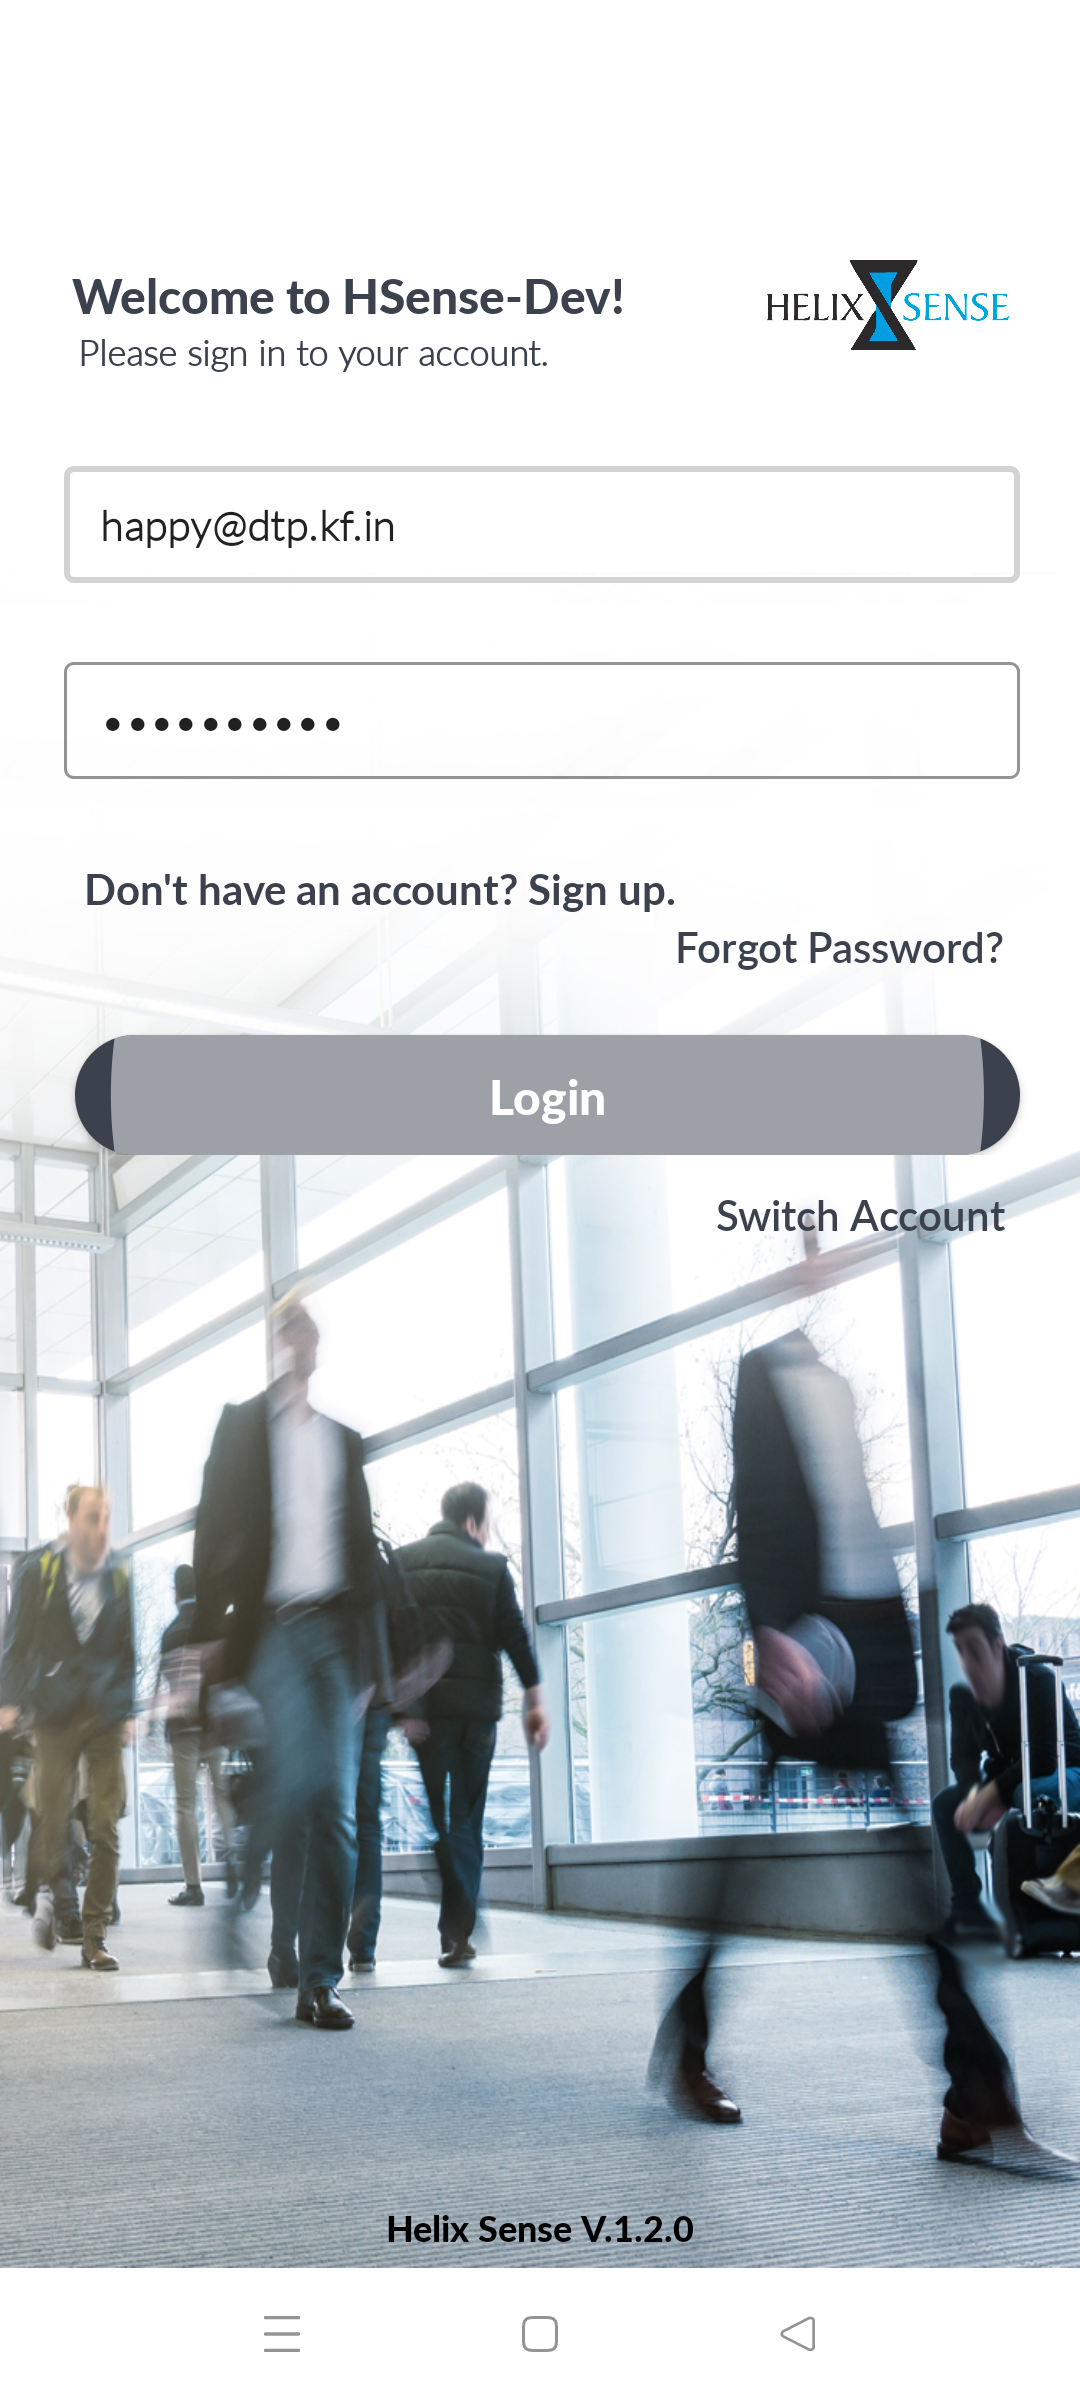 Welcome to HSense-Dev!
Please sign in to your account.
HELIX SENSE
happy@dtp.kf.in
••••••••••
Don't have an account? Sign up.
Forgot Password?
Login
Switch Account
Helix Sense V.1.2.0